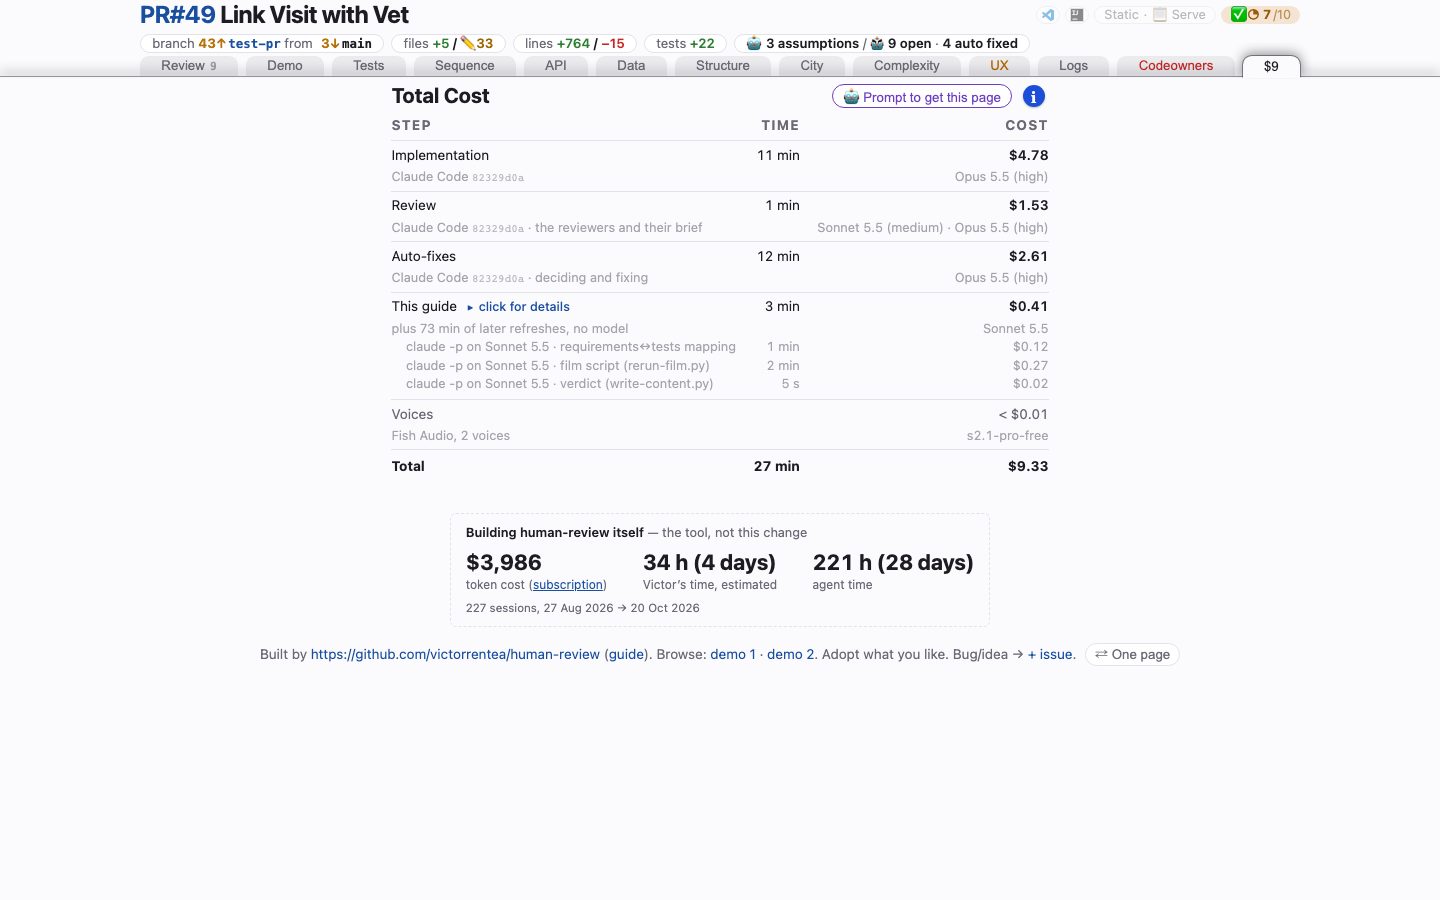 PR#49 Link Visit with Vet
Static · Serve
7/10
branch 43↑ test-pr from 3↓ main
files +5 / 33
lines +764 / −15
tests +22
3 assumptions / 9 open · 4 auto fixed
Review 9
Demo
Tests
Sequence
API
Data
Structure
City
Complexity
UX
Logs
Codeowners
$9
Total Cost
Prompt to get this page
i
STEP TIME COST
Implementation 11 min $4.78
Claude Code 82329d0a Opus 5.5 (high)
Review 1 min $1.53
Claude Code 82329d0a · the reviewers and their brief Sonnet 5.5 (medium) · Opus 5.5 (high)
Auto-fixes 12 min $2.61
Claude Code 82329d0a · deciding and fixing Opus 5.5 (high)
This guide ▸ click for details 3 min $0.41
plus 73 min of later refreshes, no model Sonnet 5.5
claude -p on Sonnet 5.5 · requirements↔tests mapping 1 min $0.12
claude -p on Sonnet 5.5 · film script (rerun-film.py) 2 min $0.27
claude -p on Sonnet 5.5 · verdict (write-content.py) 5 s $0.02
Voices < $0.01
Fish Audio, 2 voices s2.1-pro-free
Total 27 min $9.33
Building human-review itself — the tool, not this change
$3,986 34 h (4 days) 221 h (28 days)
token cost (subscription) Victor's time, estimated agent time
227 sessions, 27 Aug 2026 → 20 Oct 2026
Built by https://github.com/victorrentea/human-review (guide). Browse: demo 1 · demo 2. Adopt what you like. Bug/idea → + issue. ⇄ One page